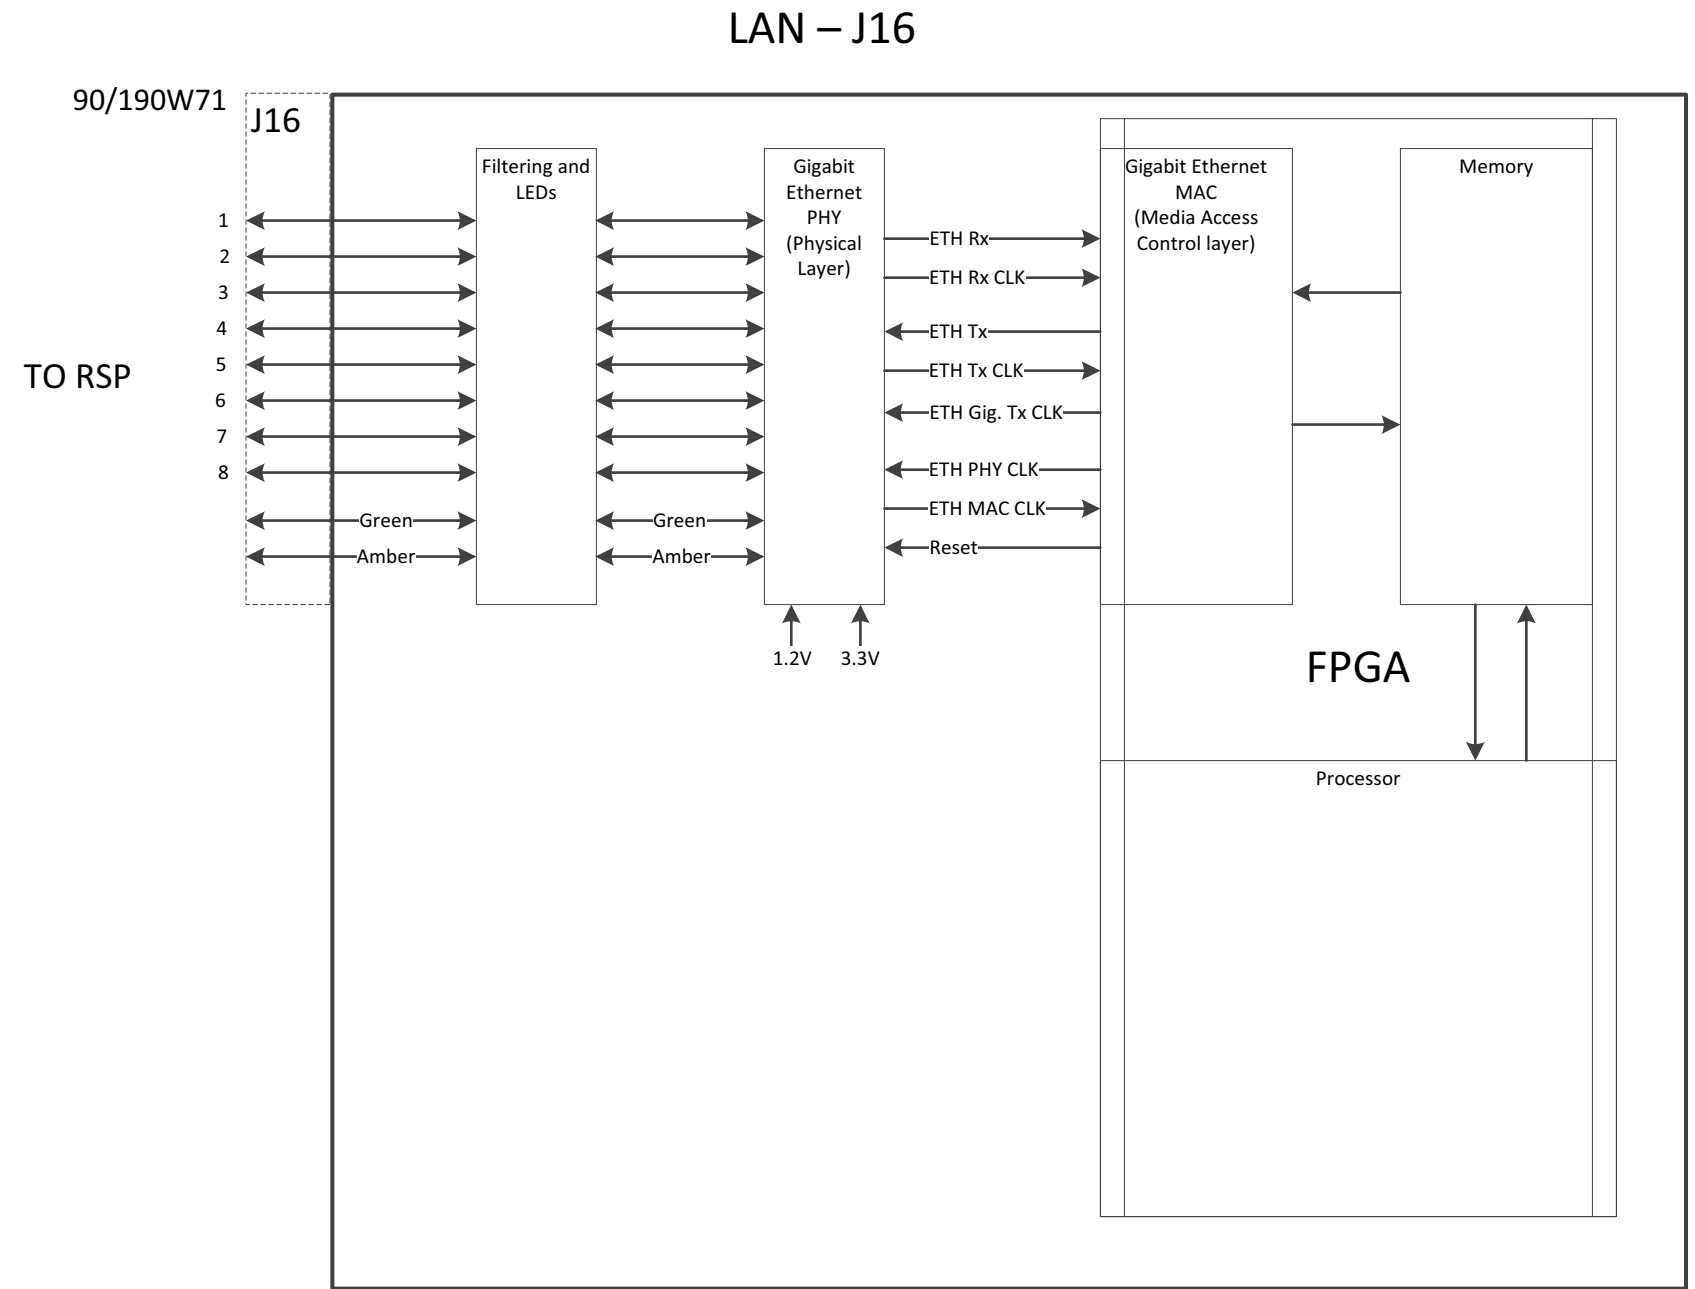 LAN – J16
90/190W71
J16
Filtering and
LEDs
Gigabit
Ethernet
PHY
(Physical
Layer)
Gigabit Ethernet
MAC
(Media Access
Control layer)
Memory
1
2
3
4
5
6
7
8
TO RSP
Green
Amber
Green
Amber
ETH Rx
ETH Rx CLK
ETH Tx
ETH Tx CLK
ETH Gig. Tx CLK
ETH PHY CLK
ETH MAC CLK
Reset
1.2V
3.3V
FPGA
Processor